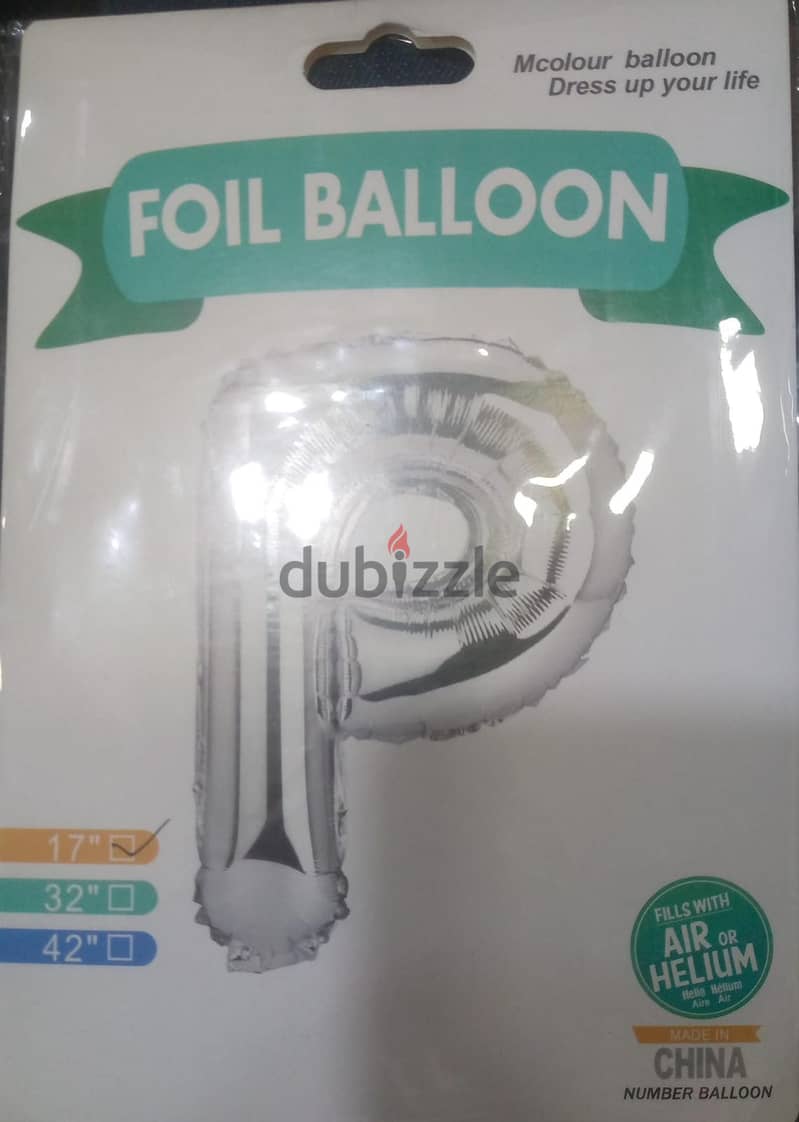 Mcolour balloon
Dress up your life
FOIL BALLOON
P
dubizzle
17"
32"
42"
FILLS WITH
AIR OR
HELIUM
Helio Hélium
Aire Air
MADE IN
CHINA
NUMBER BALLOON